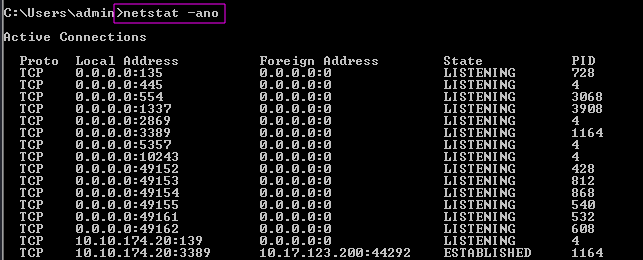 C:\Users\admin>netstat -ano
Active Connections
Proto Local Address Foreign Address State PID
TCP 0.0.0.0:135 0.0.0.0:0 LISTENING 728
TCP 0.0.0.0:445 0.0.0.0:0 LISTENING 4
TCP 0.0.0.0:554 0.0.0.0:0 LISTENING 3068
TCP 0.0.0.0:1337 0.0.0.0:0 LISTENING 3908
TCP 0.0.0.0:2869 0.0.0.0:0 LISTENING 4
TCP 0.0.0.0:3389 0.0.0.0:0 LISTENING 1164
TCP 0.0.0.0:5357 0.0.0.0:0 LISTENING 4
TCP 0.0.0.0:10243 0.0.0.0:0 LISTENING 4
TCP 0.0.0.0:49152 0.0.0.0:0 LISTENING 428
TCP 0.0.0.0:49153 0.0.0.0:0 LISTENING 812
TCP 0.0.0.0:49154 0.0.0.0:0 LISTENING 868
TCP 0.0.0.0:49155 0.0.0.0:0 LISTENING 540
TCP 0.0.0.0:49161 0.0.0.0:0 LISTENING 532
TCP 0.0.0.0:49162 0.0.0.0:0 LISTENING 608
TCP 10.10.174.20:139 0.0.0.0:0 LISTENING 4
TCP 10.10.174.20:3389 10.17.123.200:44292 ESTABLISHED 1164